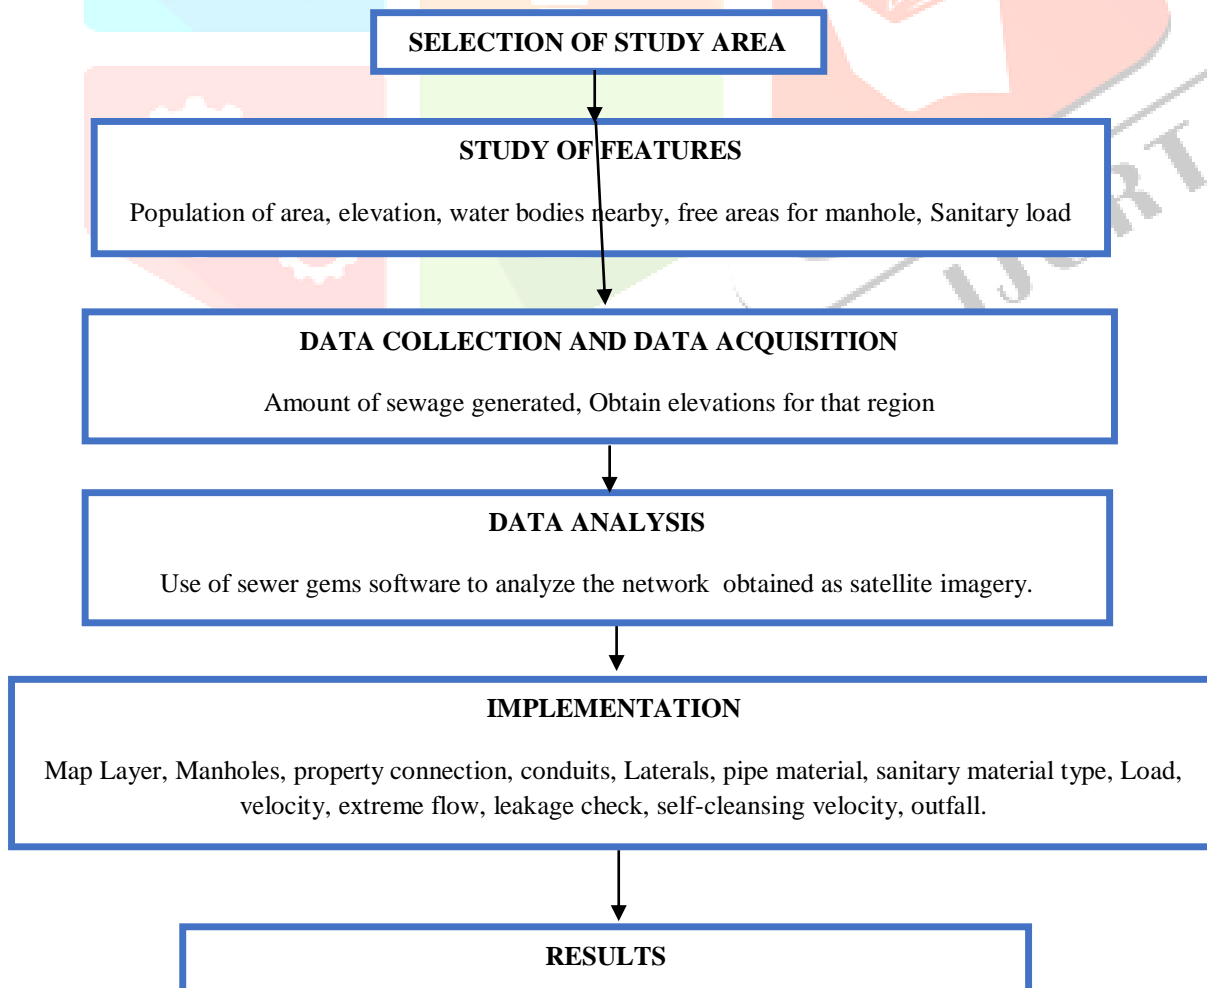 SELECTION OF STUDY AREA
STUDY OF FEATURES
Population of area, elevation, water bodies nearby, free areas for manhole, Sanitary load
DATA COLLECTION AND DATA ACQUISITION
Amount of sewage generated, Obtain elevations for that region
DATA ANALYSIS
Use of sewer gems software to analyze the network  obtained as satellite imagery.
IMPLEMENTATION
Map Layer, Manholes, property connection, conduits, Laterals, pipe material, sanitary material type, Load,
velocity, extreme flow, leakage check, self-cleansing velocity, outfall.
RESULTS